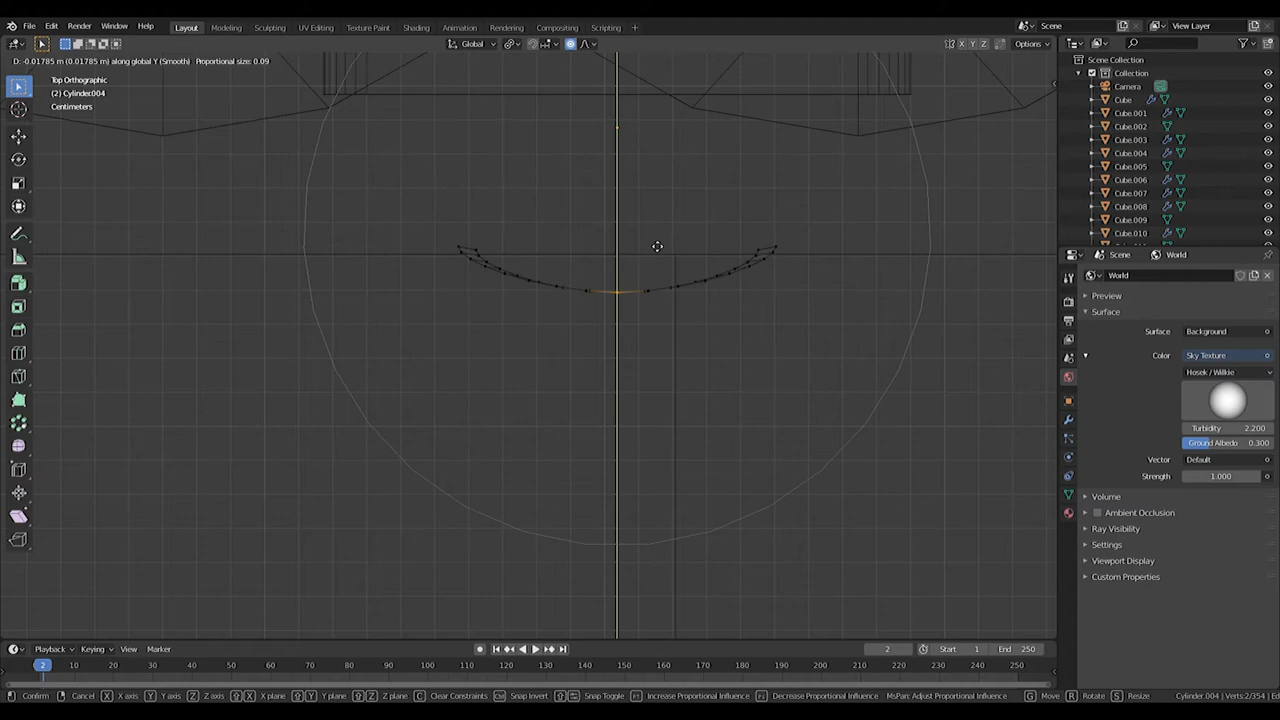 File Edit Render Window Help Layout Modeling Sculpting UV Editing Texture Paint Shading Animation Rendering Compositing Scripting + Scene View Layer
Global X Y Z Options
D: -0.01785 m (0.01785 m) along global Y (Smooth) Proportional size: 0.09
Top Orthographic
(2) Cylinder.004
Centimeters
Scene Collection
Collection
Camera
Cube
Cube.001
Cube.002
Cube.003
Cube.004
Cube.005
Cube.006
Cube.007
Cube.008
Cube.009
Cube.010
Scene World
World
Preview
Surface
Surface Background
Color Sky Texture
Hosek / Wilkie
Turbidity 2.200
Ground Albedo 0.300
Vector Default
Strength 1.000
Volume
Ambient Occlusion
Ray Visibility
Settings
Viewport Display
Custom Properties
Playback Keying View Marker 2 Start 1 End 250
2 10 20 30 40 50 60 70 80 90 100 110 120 130 140 150 160 170 180 190 200 210 220 230 240 250
Confirm Cancel X X axis Y Y axis Z Z axis X X plane Y Y plane Z Z plane C Clear Constraints Snap Invert Snap Toggle Increase Proportional Influence Decrease Proportional Influence MsPan: Adjust Proportional Influence G Move R Rotate S Resize Cylinder.004 | Verts:2/354 | Ed